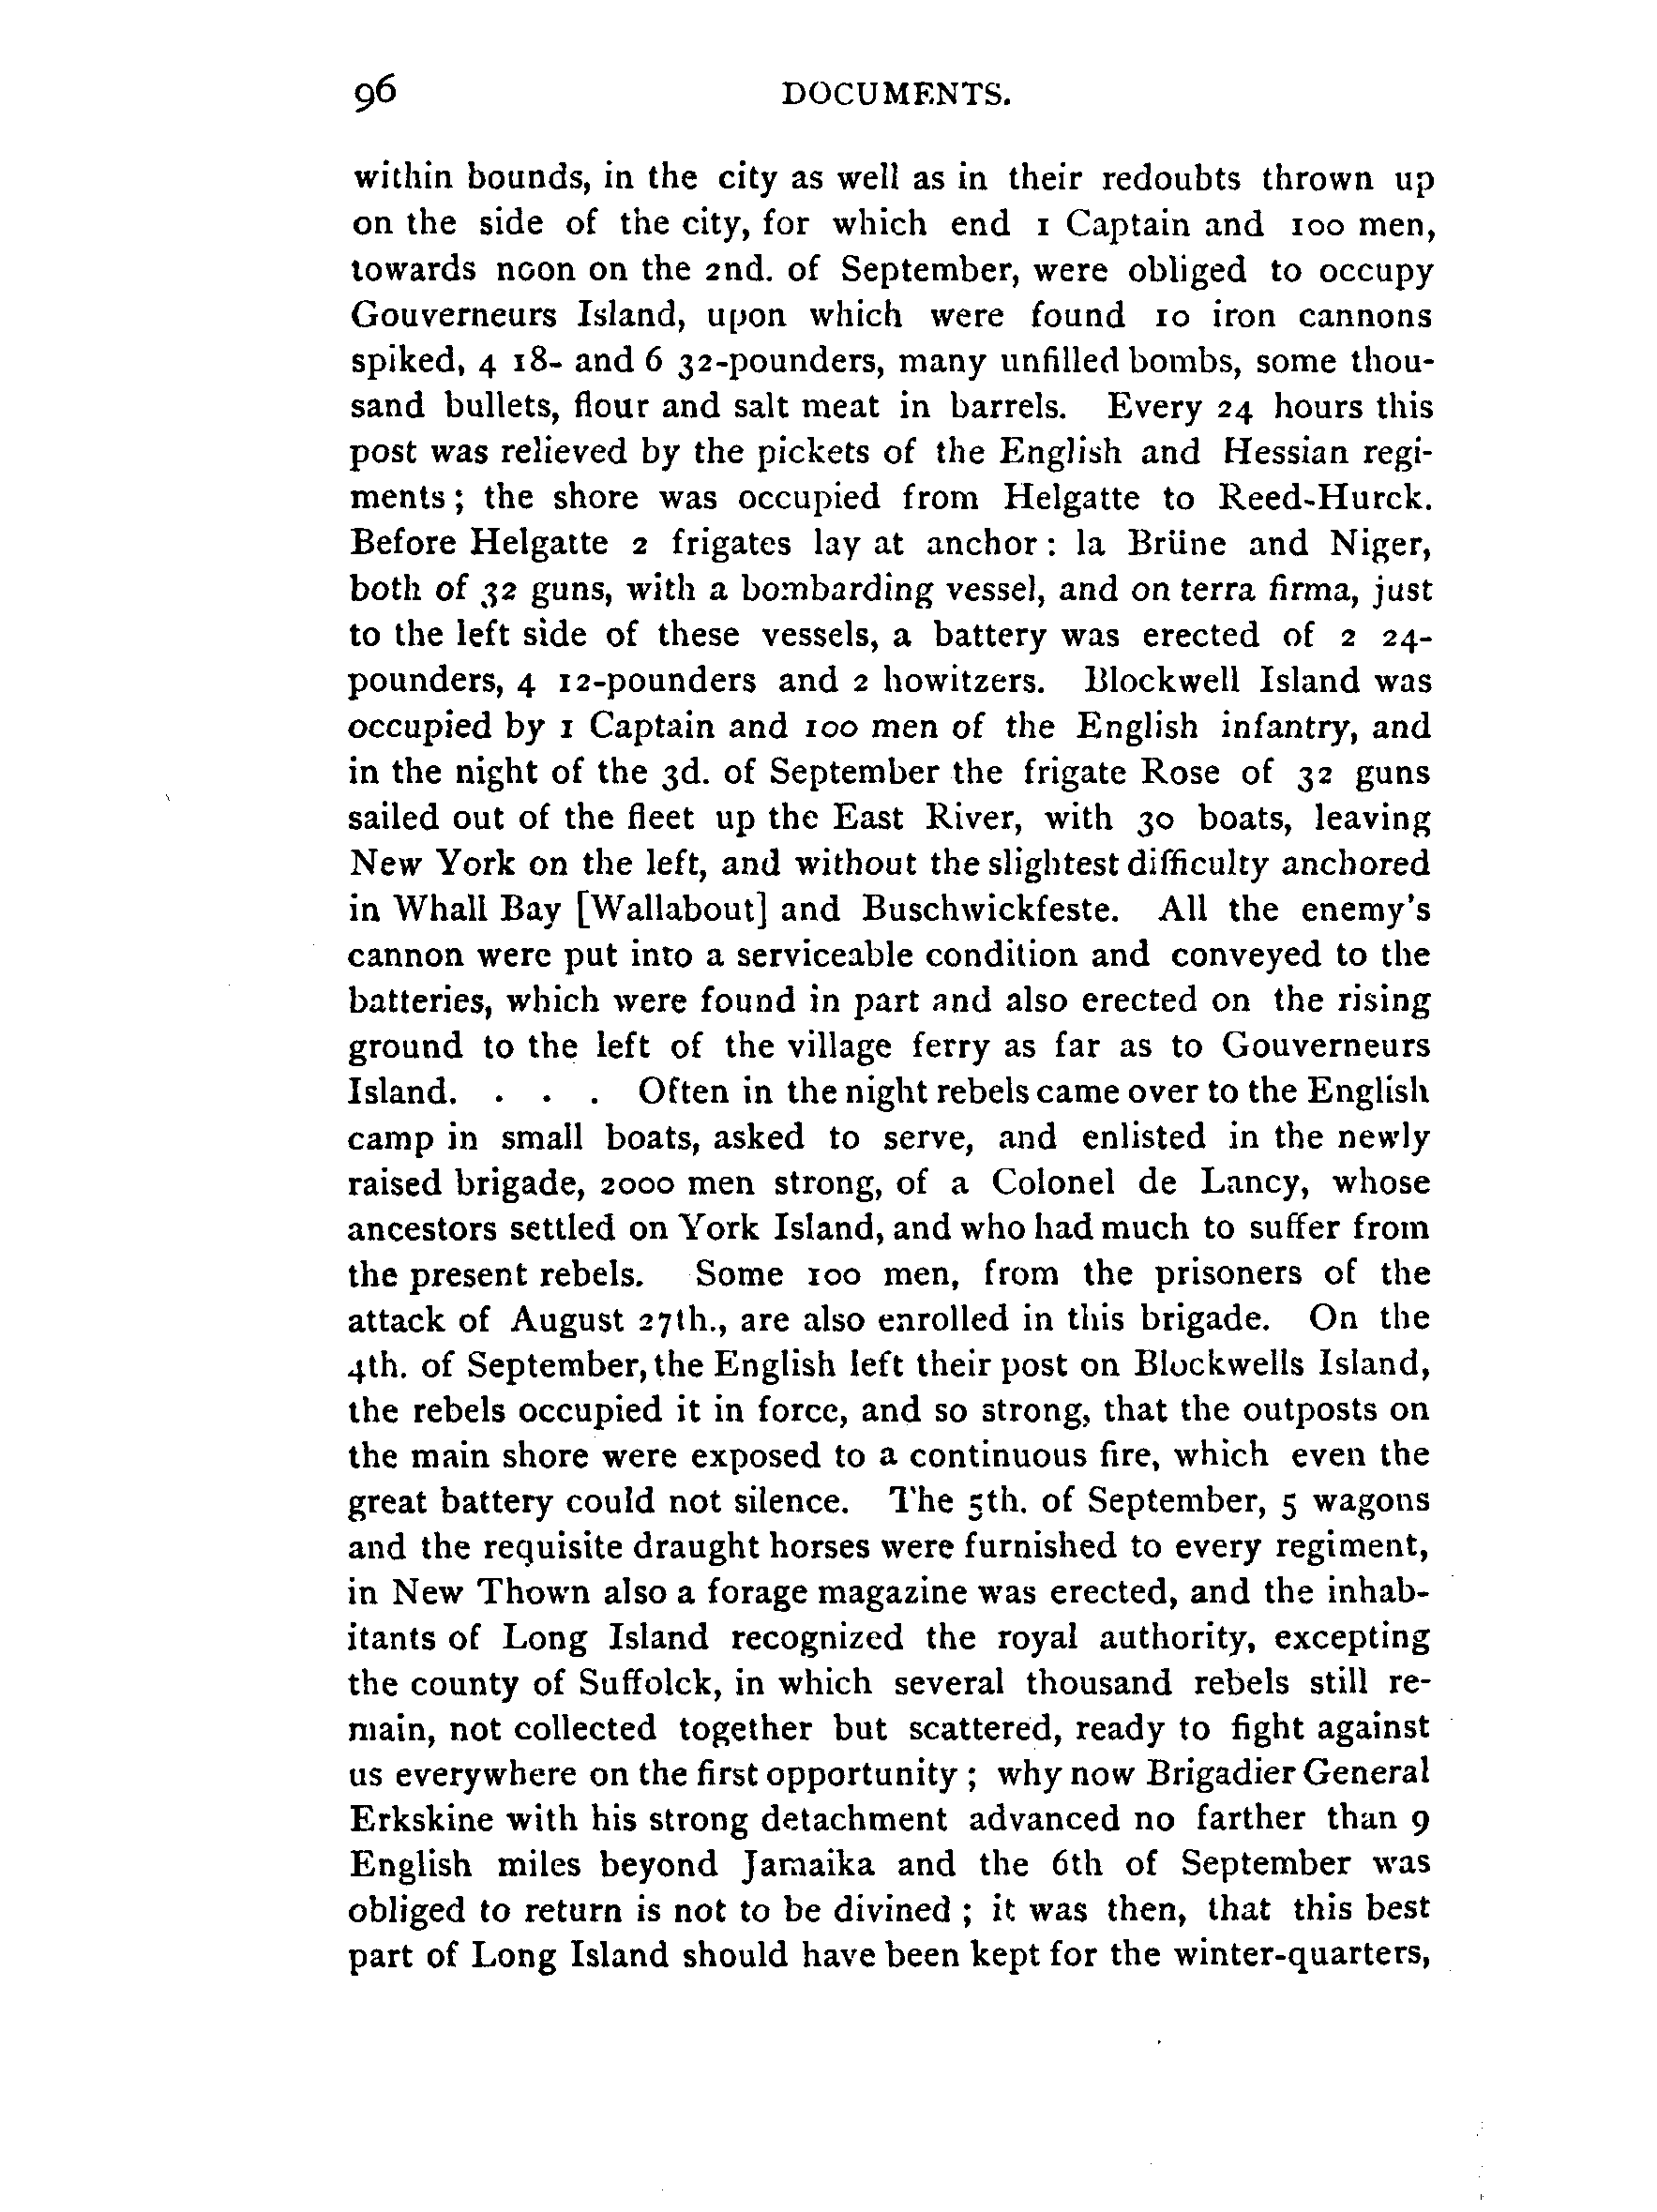 96 DOCUMENTS.
within bounds, in the city as well as in their redoubts thrown up
on the side of the city, for which end 1 Captain and 100 men,
towards noon on the 2nd. of September, were obliged to occupy
Gouverneurs Island, upon which were found 10 iron cannons
spiked, 4 18- and 6 32-pounders, many unfilled bombs, some thou-
sand bullets, flour and salt meat in barrels. Every 24 hours this
post was relieved by the pickets of the English and Hessian regi-
ments; the shore was occupied from Helgatte to Reed-Hurck.
Before Helgatte 2 frigates lay at anchor: la Brüne and Niger,
both of 32 guns, with a bombarding vessel, and on terra firma, just
to the left side of these vessels, a battery was erected of 2 24-
pounders, 4 12-pounders and 2 howitzers. Blockwell Island was
occupied by 1 Captain and 100 men of the English infantry, and
in the night of the 3d. of September the frigate Rose of 32 guns
sailed out of the fleet up the East River, with 30 boats, leaving
New York on the left, and without the slightest difficulty anchored
in Whall Bay [Wallabout] and Buschwickfeste. All the enemy's
cannon were put into a serviceable condition and conveyed to the
batteries, which were found in part and also erected on the rising
ground to the left of the village ferry as far as to Gouverneurs
Island. . . . Often in the night rebels came over to the English
camp in small boats, asked to serve, and enlisted in the newly
raised brigade, 2000 men strong, of a Colonel de Lancy, whose
ancestors settled on York Island, and who had much to suffer from
the present rebels. Some 100 men, from the prisoners of the
attack of August 27th., are also enrolled in this brigade. On the
4th. of September, the English left their post on Blockwells Island,
the rebels occupied it in force, and so strong, that the outposts on
the main shore were exposed to a continuous fire, which even the
great battery could not silence. The 5th. of September, 5 wagons
and the requisite draught horses were furnished to every regiment,
in New Thown also a forage magazine was erected, and the inhab-
itants of Long Island recognized the royal authority, excepting
the county of Suffolck, in which several thousand rebels still re-
main, not collected together but scattered, ready to fight against
us everywhere on the first opportunity; why now Brigadier General
Erkskine with his strong detachment advanced no farther than 9
English miles beyond Jamaika and the 6th of September was
obliged to return is not to be divined; it was then, that this best
part of Long Island should have been kept for the winter-quarters,